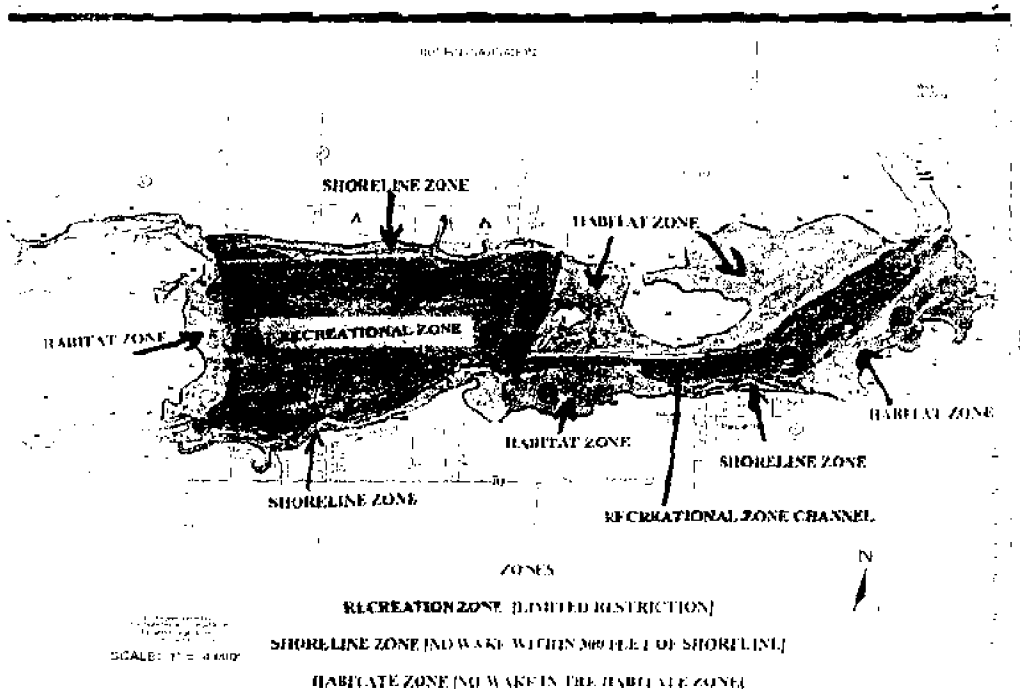 SHORELINE ZONE
HABITAT ZONE
RECREATIONAL ZONE
HABITAT ZONE
HABITAT ZONE
HABITAT ZONE
SHORELINE ZONE
SHORELINE ZONE
RECREATIONAL ZONE CHANNEL
N
ZONES
RECREATION ZONE [LIMITED RESTRICTION]
SHORELINE ZONE [NO WAKE WITHIN 300 FEET OF SHORELINE]
SCALE: 1" =
HABITATE ZONE [NO WAKE IN THE HABITATE ZONE]